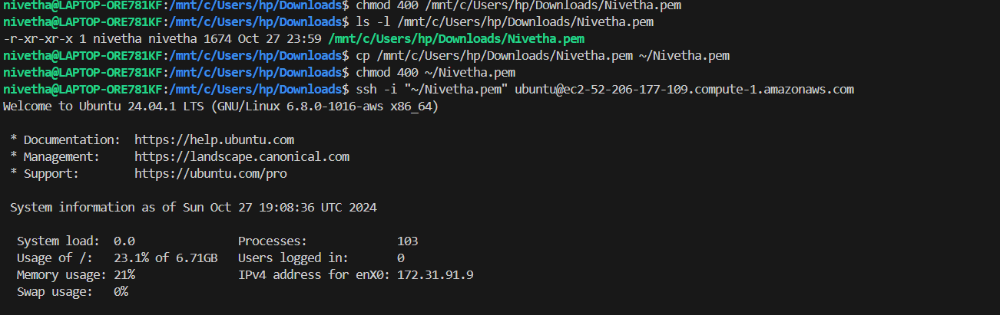 nivetha@LAPTOP-ORE781KF:/mnt/c/Users/hp/Downloads$ chmod 400 /mnt/c/Users/hp/Downloads/Nivetha.pem
nivetha@LAPTOP-ORE781KF:/mnt/c/Users/hp/Downloads$ ls -l /mnt/c/Users/hp/Downloads/Nivetha.pem
-r-xr-xr-x 1 nivetha nivetha 1674 Oct 27 23:59 /mnt/c/Users/hp/Downloads/Nivetha.pem
nivetha@LAPTOP-ORE781KF:/mnt/c/Users/hp/Downloads$ cp /mnt/c/Users/hp/Downloads/Nivetha.pem ~/Nivetha.pem
nivetha@LAPTOP-ORE781KF:/mnt/c/Users/hp/Downloads$ chmod 400 ~/Nivetha.pem
nivetha@LAPTOP-ORE781KF:/mnt/c/Users/hp/Downloads$ ssh -i "~/Nivetha.pem" ubuntu@ec2-52-206-177-109.compute-1.amazonaws.com
Welcome to Ubuntu 24.04.1 LTS (GNU/Linux 6.8.0-1016-aws x86_64)

 * Documentation:  https://help.ubuntu.com
 * Management:     https://landscape.canonical.com
 * Support:        https://ubuntu.com/pro

 System information as of Sun Oct 27 19:08:36 UTC 2024

  System load:  0.0               Processes:             103
  Usage of /:   23.1% of 6.71GB   Users logged in:       0
  Memory usage: 21%               IPv4 address for enX0: 172.31.91.9
  Swap usage:   0%